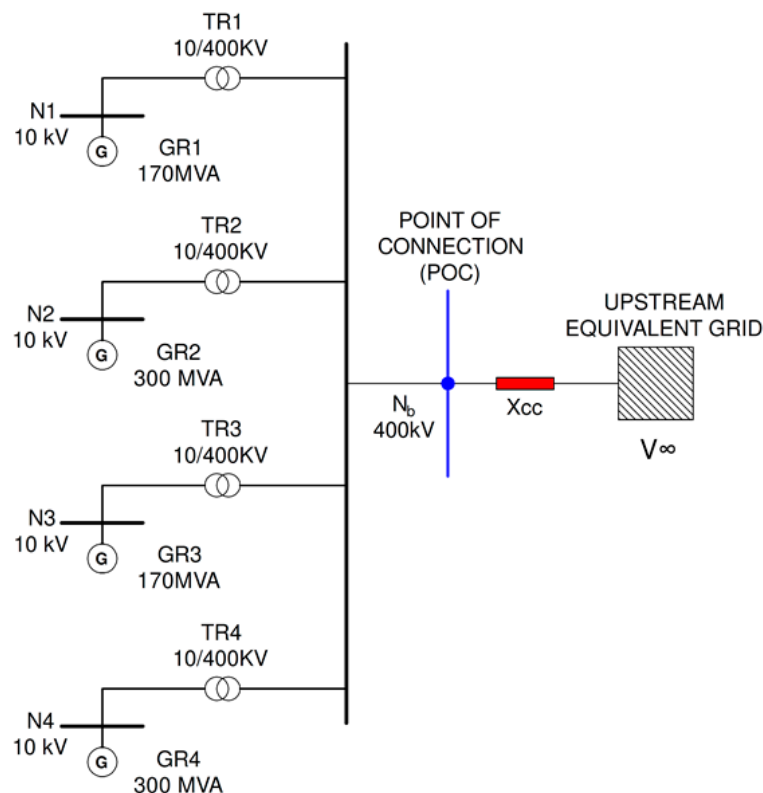 TR1
10/400KV
N1
10 kV
G
GR1
170MVA
TR2
10/400KV
N2
10 kV
G
GR2
300 MVA
TR3
10/400KV
N3
10 kV
G
GR3
170MVA
TR4
10/400KV
N4
10 kV
G
GR4
300 MVA
POINT OF
CONNECTION
(POC)
N_b
400kV
Xcc
UPSTREAM
EQUIVALENT GRID
V∞